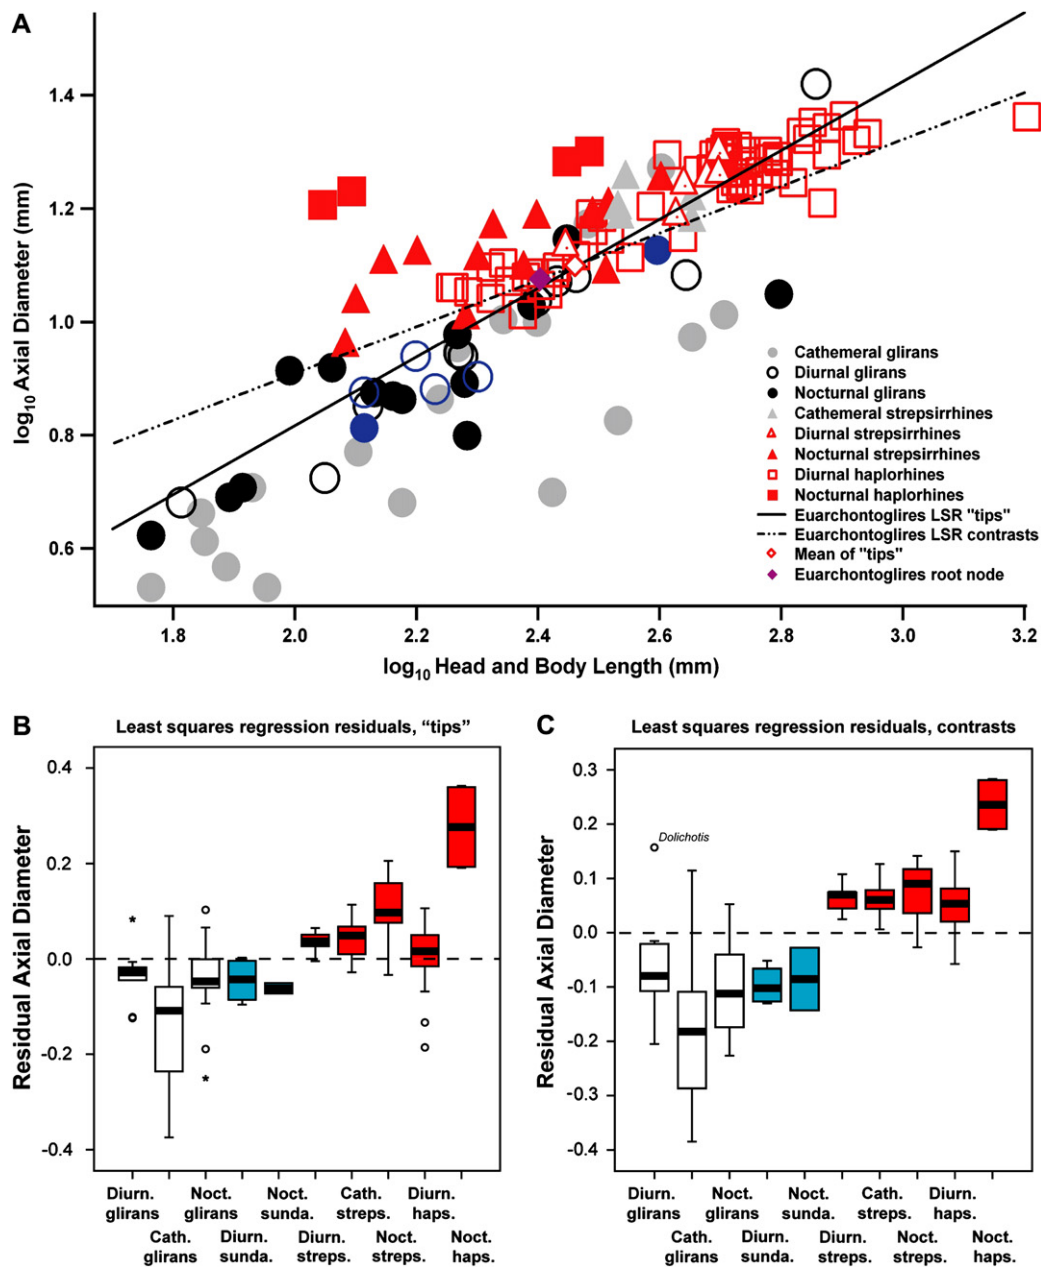 A
log10 Axial Diameter (mm)
1.4
1.2
1.0
0.8
0.6
Cathemeral glirans
Diurnal glirans
Nocturnal glirans
Cathemeral strepsirrhines
Diurnal strepsirrhines
Nocturnal strepsirrhines
Diurnal haplorhines
Nocturnal haplorhines
Euarchontoglires LSR "tips"
Euarchontoglires LSR contrasts
Mean of "tips"
Euarchontoglires root node
1.8 2.0 2.2 2.4 2.6 2.8 3.0 3.2
log10 Head and Body Length (mm)
B
Least squares regression residuals, “tips”
Residual Axial Diameter
0.4
0.2
0.0
-0.2
-0.4
Diurn. glirans
Cath. glirans
Noct. glirans
Diurn. sunda.
Noct. sunda.
Diurn. streps.
Cath. streps.
Noct. streps.
Diurn. haps.
Noct. haps.
C
Least squares regression residuals, contrasts
Residual Axial Diameter
0.3
0.2
0.1
0.0
-0.1
-0.2
-0.3
-0.4
Dolichotis
Diurn. glirans
Cath. glirans
Noct. glirans
Diurn. sunda.
Noct. sunda.
Diurn. streps.
Cath. streps.
Noct. streps.
Diurn. haps.
Noct. haps.